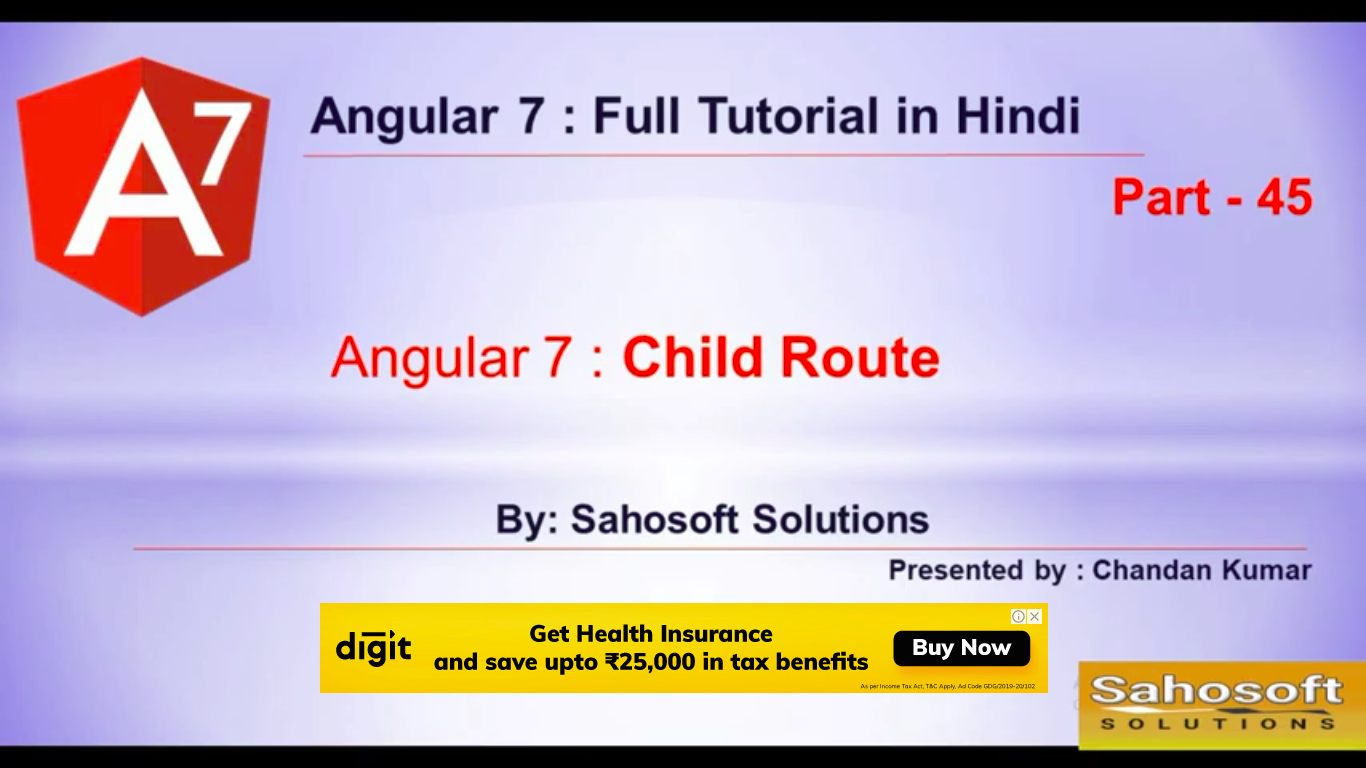 A7
Angular 7 : Full Tutorial in Hindi
Part - 45
Angular 7 : Child Route
By: Sahosoft Solutions
Presented by : Chandan Kumar
digit
Get Health Insurance
and save upto ₹25,000 in tax benefits
Buy Now
As per Income Tax Act, T&C Apply, Ad Code GDG/2019-20/102
Sahosoft
SOLUTIONS